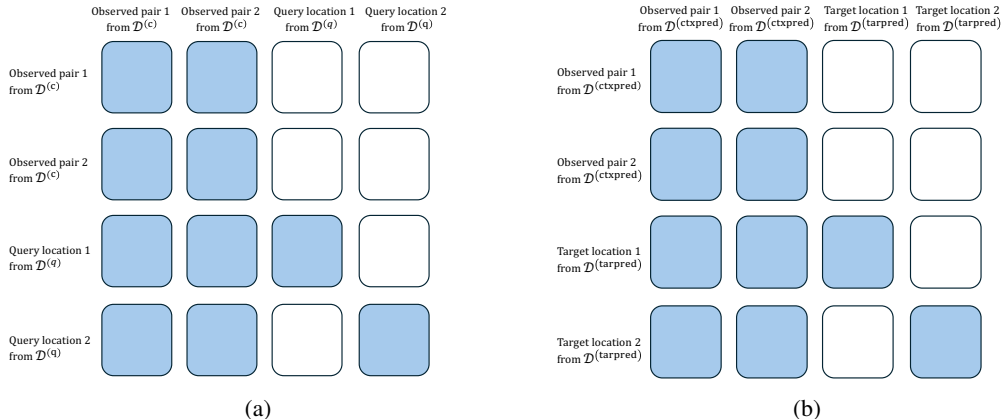 Observed pair 1 Observed pair 2 Query location 1 Query location 2
from 𝒟(c) from 𝒟(c) from 𝒟(q) from 𝒟(q)
Observed pair 1
from 𝒟(c)
Observed pair 2
from 𝒟(c)
Query location 1
from 𝒟(q)
Query location 2
from 𝒟(q)
(a)
Observed pair 1 Observed pair 2 Target location 1 Target location 2
from 𝒟(ctxpred) from 𝒟(ctxpred) from 𝒟(tarpred) from 𝒟(tarpred)
Observed pair 1
from 𝒟(ctxpred)
Observed pair 2
from 𝒟(ctxpred)
Target location 1
from 𝒟(tarpred)
Target location 2
from 𝒟(tarpred)
(b)